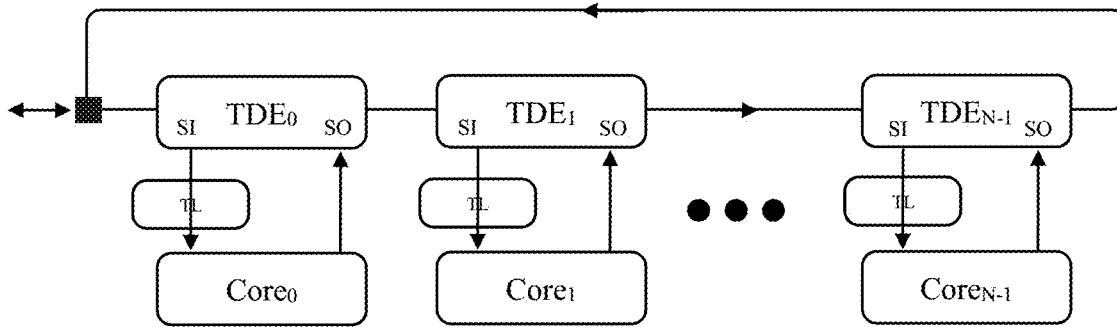 TDE₀ TDE₁ TDEN-1
SI SO SI SO SI SO
TL TL TL
Core₀ Core₁ CoreN-1